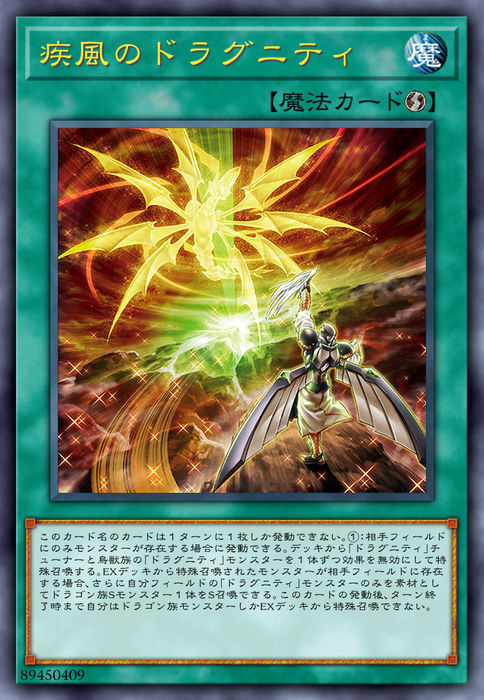 疾風のドラグニティ
魔
【魔法カード】
このカード名のカードは１ターンに１枚しか発動できない。①：相手フィールド
にのみモンスターが存在する場合に発動できる。デッキから「ドラグニティ」チ
ューナーと鳥獣族の「ドラグニティ」モンスターを１体ずつ効果を無効にして特
殊召喚する。EXデッキから特殊召喚されたモンスターが相手フィールドに存在
する場合、さらに自分フィールドの「ドラグニティ」モンスターのみを素材とし
てドラゴン族Sモンスター１体をS召喚できる。このカードの発動後、ターン終
了時まで自分はドラゴン族モンスターしかEXデッキから特殊召喚できない。
89450409